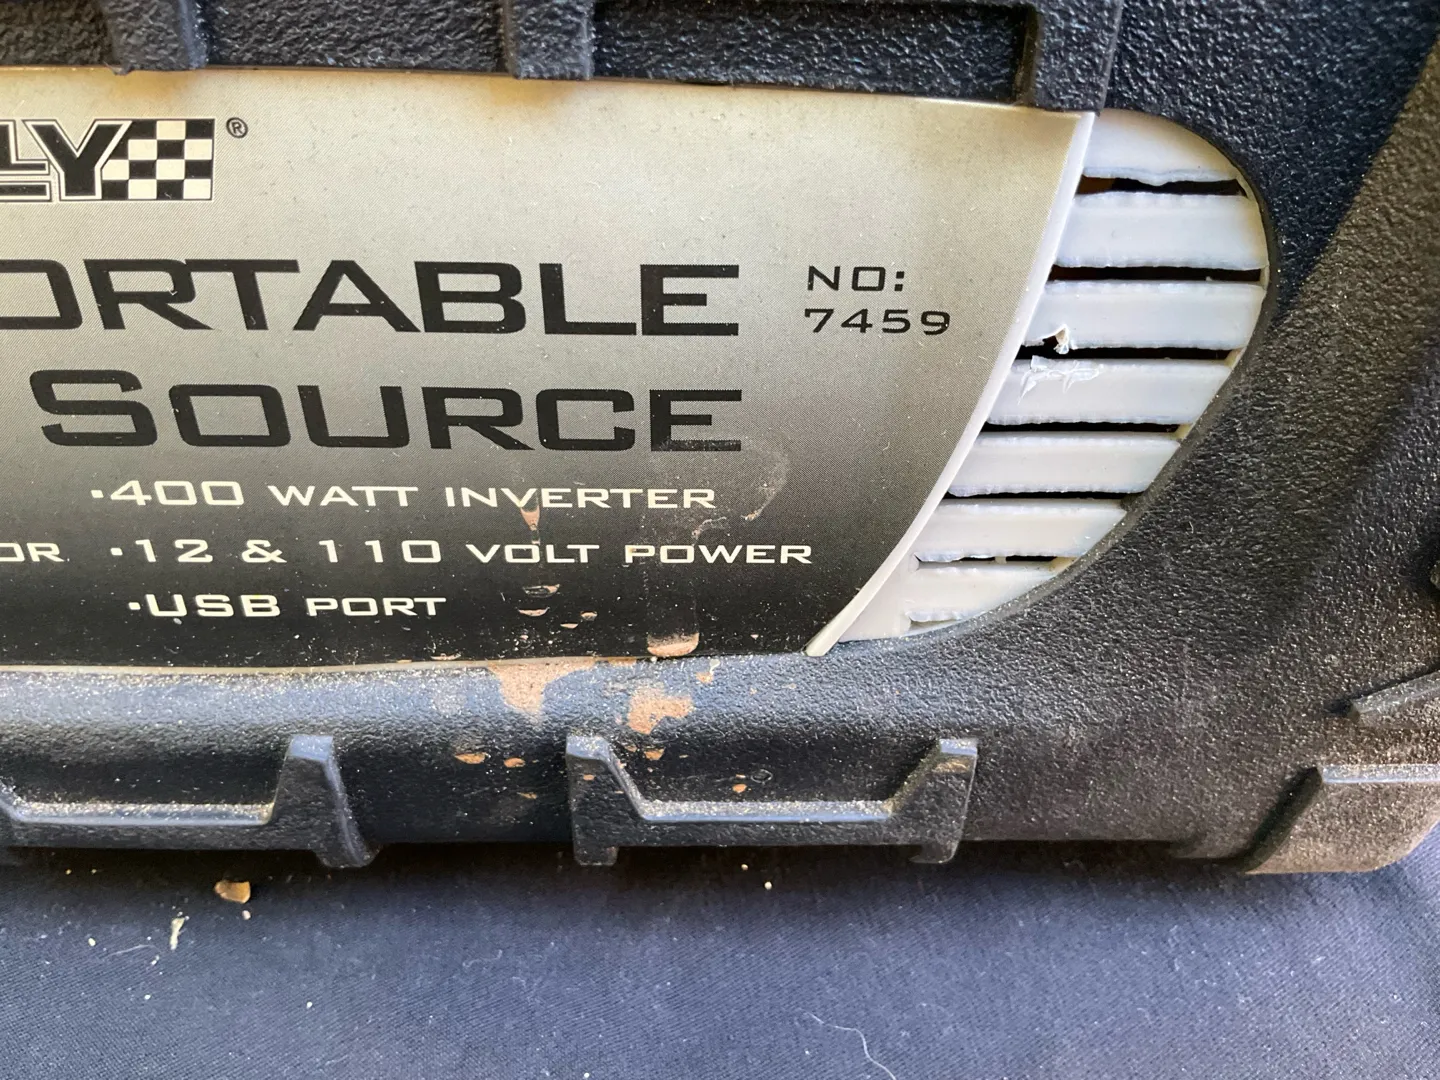 LY®
ORTABLE
NO:
7459
SOURCE
·400 WATT INVERTER
OR ·12 & 110 VOLT POWER
·USB PORT